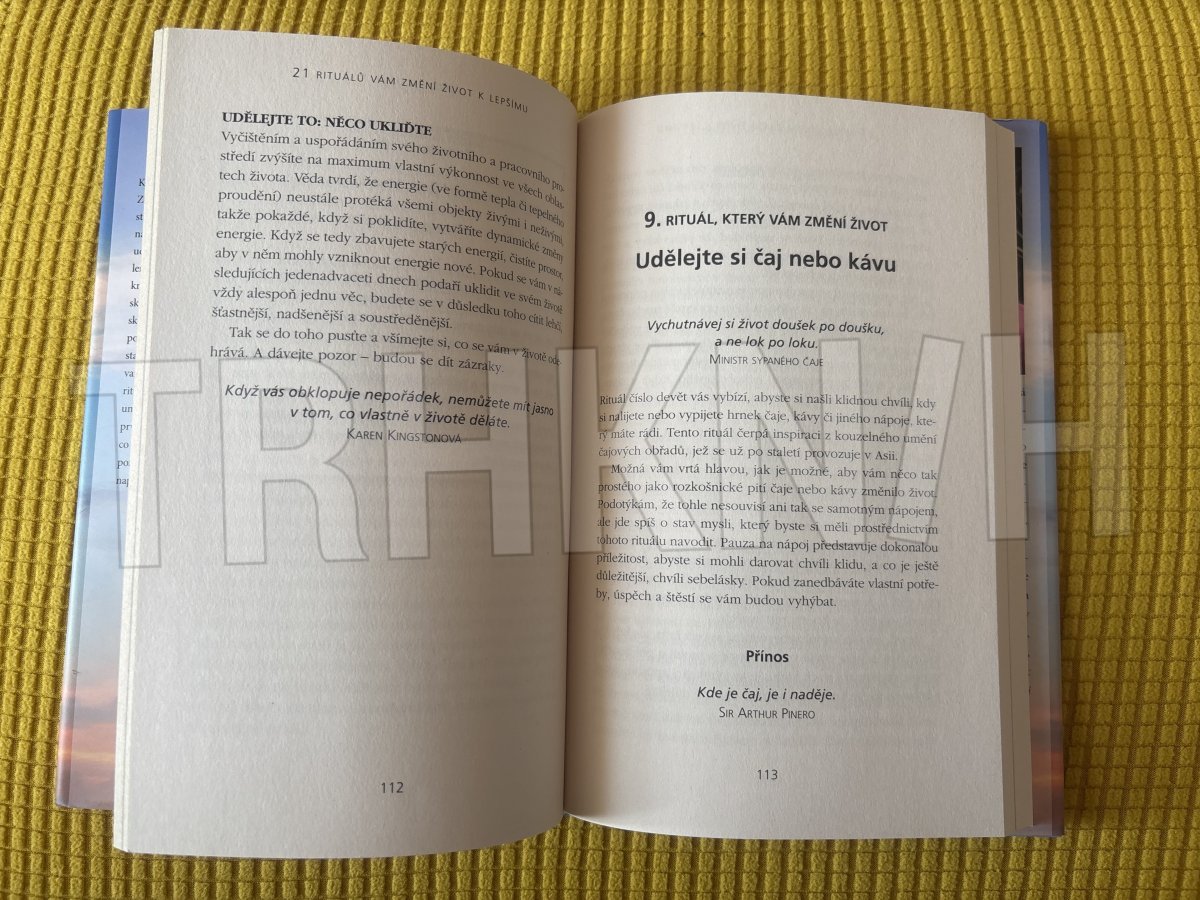 21 RITUÁLŮ VÁM ZMĚNÍ ŽIVOT K LEPŠÍMU
UDĚLEJTE TO: NĚCO UKLIĎTE
Vyčištěním a uspořádáním svého životního a pracovního pro-
středí zvýšíte na maximum vlastní výkonnost ve všech oblas-
tech života. Věda tvrdí, že energie (ve formě tepla či tepelného
proudění) neustále protéká všemi objekty živými i neživými,
takže pokaždé, když si poklidíte, vytváříte dynamické změny
energie. Když se tedy zbavujete starých energií, čistíte prostor,
aby v něm mohly vzniknout energie nové. Pokud se vám v ná-
sledujících jedenadvaceti dnech podaří uklidit ve svém životě
vždy alespoň jednu věc, budete se v důsledku toho cítit lehčí,
šťastnější, nadšenější a soustředěnější.
Tak se do toho pusťte a všímejte si, co se vám v životě ode-
hrává. A dávejte pozor – budou se dít zázraky.
Když vás obklopuje nepořádek, nemůžete mít jasno
v tom, co vlastně v životě děláte.
KAREN KINGSTONOVÁ
112
9. RITUÁL, KTERÝ VÁM ZMĚNÍ ŽIVOT
Udělejte si čaj nebo kávu
Vychutnávej si život doušek po doušku,
a ne lok po loku.
MINISTR SYPANÉHO ČAJE
Rituál číslo devět vás vybízí, abyste si našli klidnou chvíli, kdy
si nalijete nebo vypijete hrnek čaje, kávy či jiného nápoje, kte-
rý máte rádi. Tento rituál čerpá inspiraci z kouzelného umění
čajových obřadů, jež se už po staletí provozuje v Asii.
Možná vám vrtá hlavou, jak je možné, aby vám něco tak
prostého jako rozkošnické pití čaje nebo kávy změnilo život.
Podotýkám, že tohle nesouvisí ani tak se samotným nápojem,
ale jde spíš o stav mysli, který byste si měli prostřednictvím
tohoto rituálu navodit. Pauza na nápoj představuje dokonalou
příležitost, abyste si mohli darovat chvíli klidu, a co je ještě
důležitější, chvíli sebelásky. Pokud zanedbáváte vlastní potře-
by, úspěch a štěstí se vám budou vyhýbat.
Přínos
Kde je čaj, je i naděje.
SIR ARTHUR PINERO
113
TRHKNIH